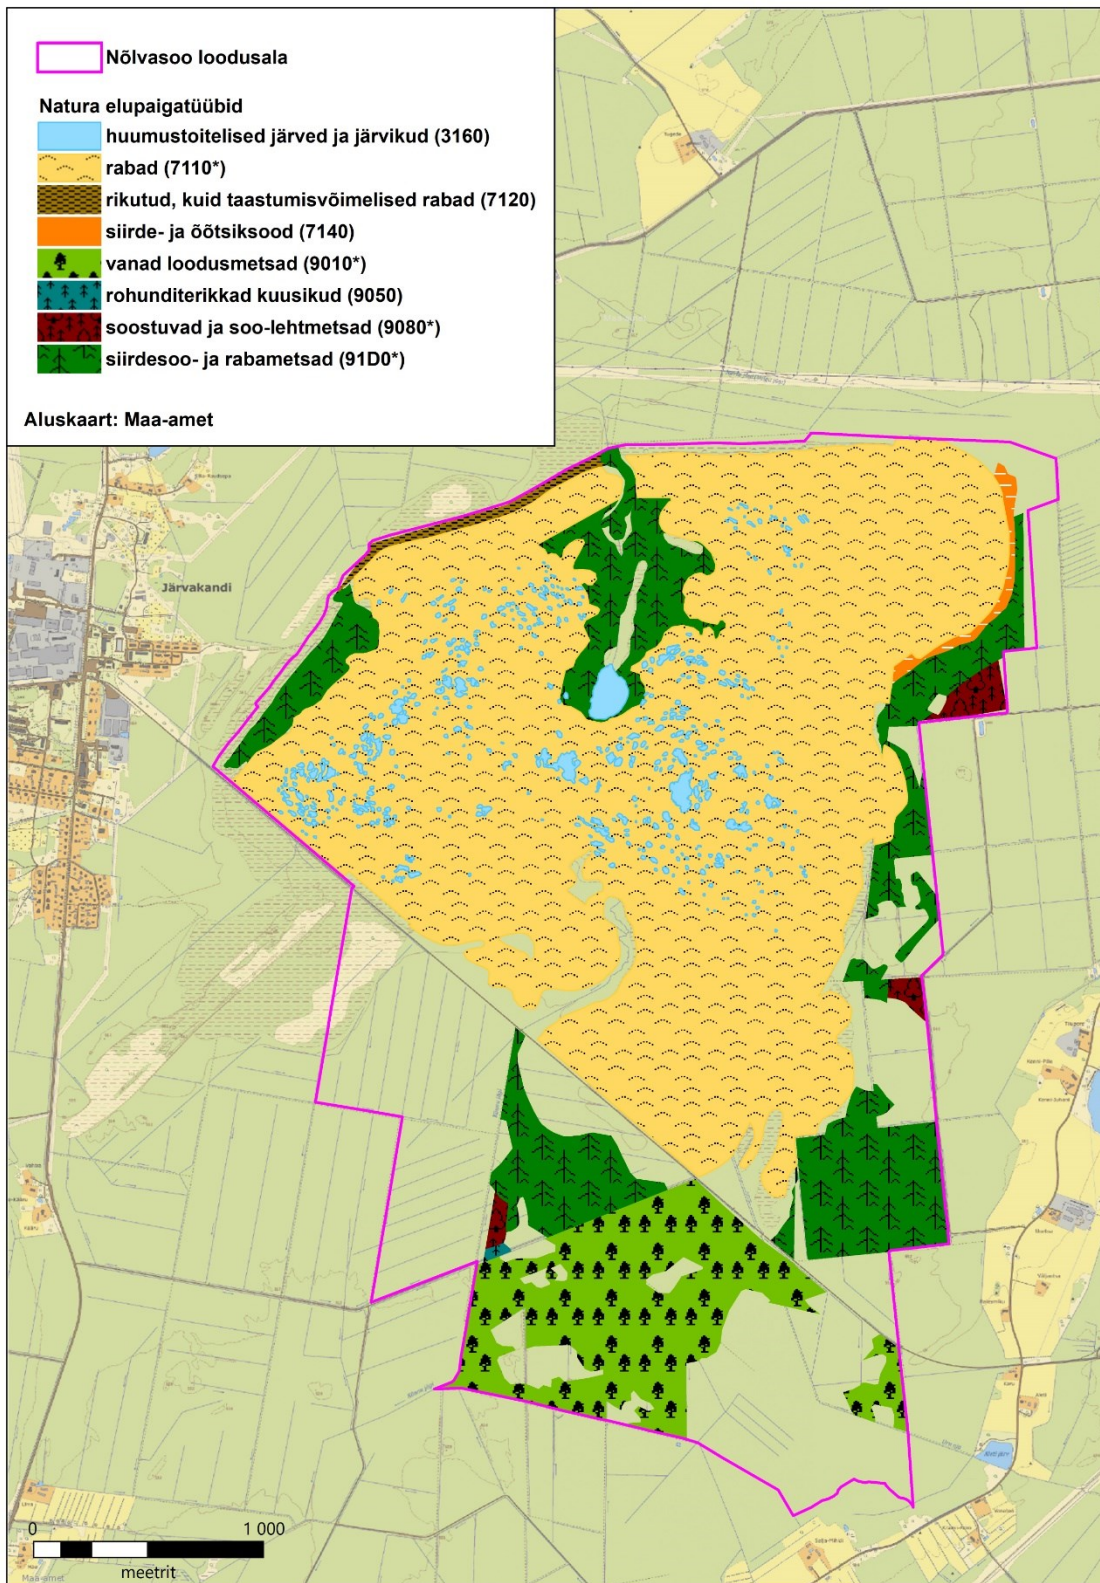 Nõlvasoo loodusala
Natura elupaigatüübid
huumustoitelised järved ja järvikud (3160)
rabad (7110*)
rikutud, kuid taastumisvõimelised rabad (7120)
siirde- ja õõtsiksood (7140)
vanad loodusmetsad (9010*)
rohunditerikkad kuusikud (9050)
soostuvad ja soo-lehtmetsad (9080*)
siirdesoo- ja rabametsad (91D0*)
Aluskaart: Maa-amet
Järvakandi
0 1 000
meetrit
Maa-amet